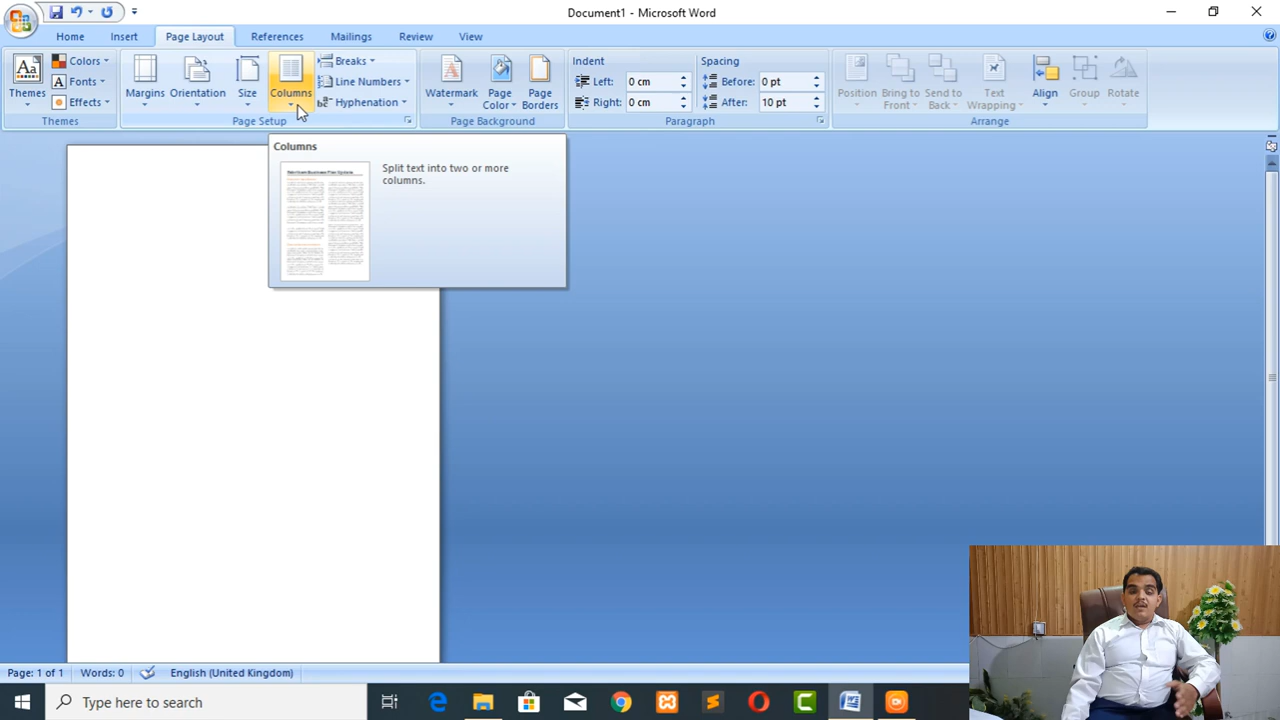 Document1 - Microsoft Word
Home Insert Page Layout References Mailings Review View
Themes
Colors
Fonts
Effects
Themes
Margins
Orientation
Size
Columns
Breaks
Line Numbers
Hyphenation
Page Setup
Watermark
Page Color
Page Borders
Page Background
Indent
Left: 0 cm
Right: 0 cm
Spacing
Before: 0 pt
After: 10 pt
Paragraph
Position
Bring to Front
Send to Back
Text Wrapping
Align
Group
Rotate
Arrange
Columns
Split text into two or more
columns.
Page: 1 of 1 Words: 0 English (United Kingdom)
Type here to search